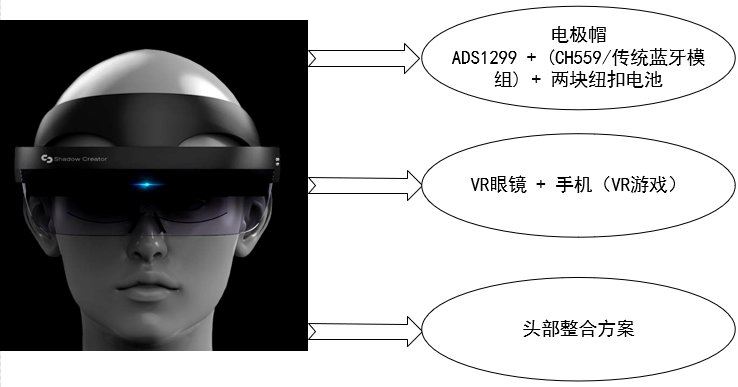 电极帽
ADS1299 + (CH559/传统蓝牙模
组) + 两块纽扣电池
Shadow Creator
VR眼镜 + 手机（VR游戏）
头部整合方案